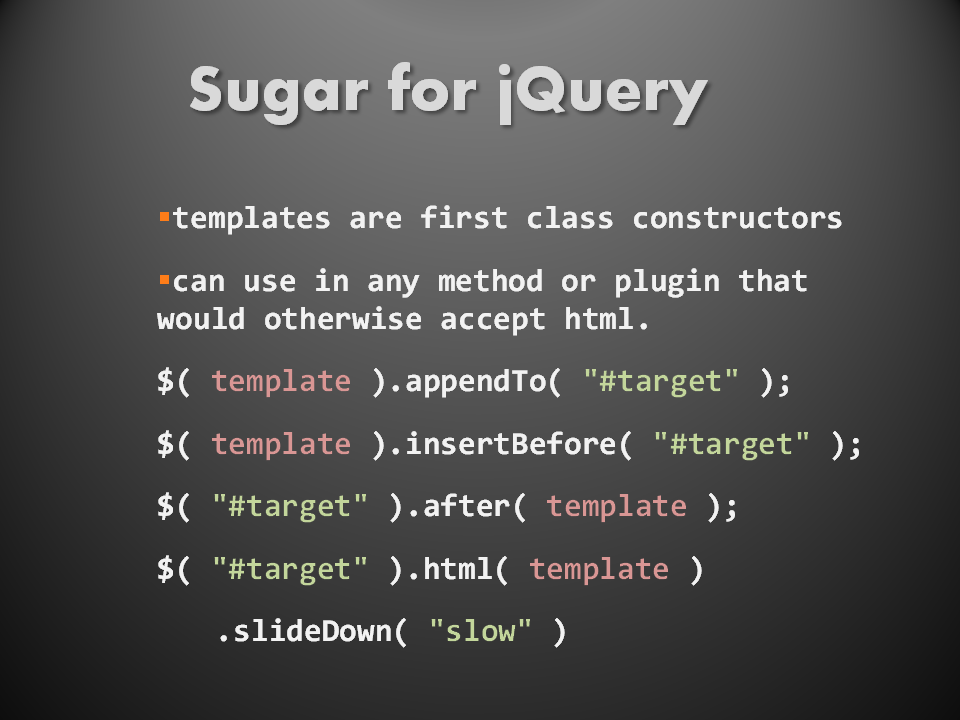 Sugar for jQuery
▪templates are first class constructors
▪can use in any method or plugin that
would otherwise accept html.
$( template ).appendTo( "#target" );
$( template ).insertBefore( "#target" );
$( "#target" ).after( template );
$( "#target" ).html( template )
.slideDown( "slow" )